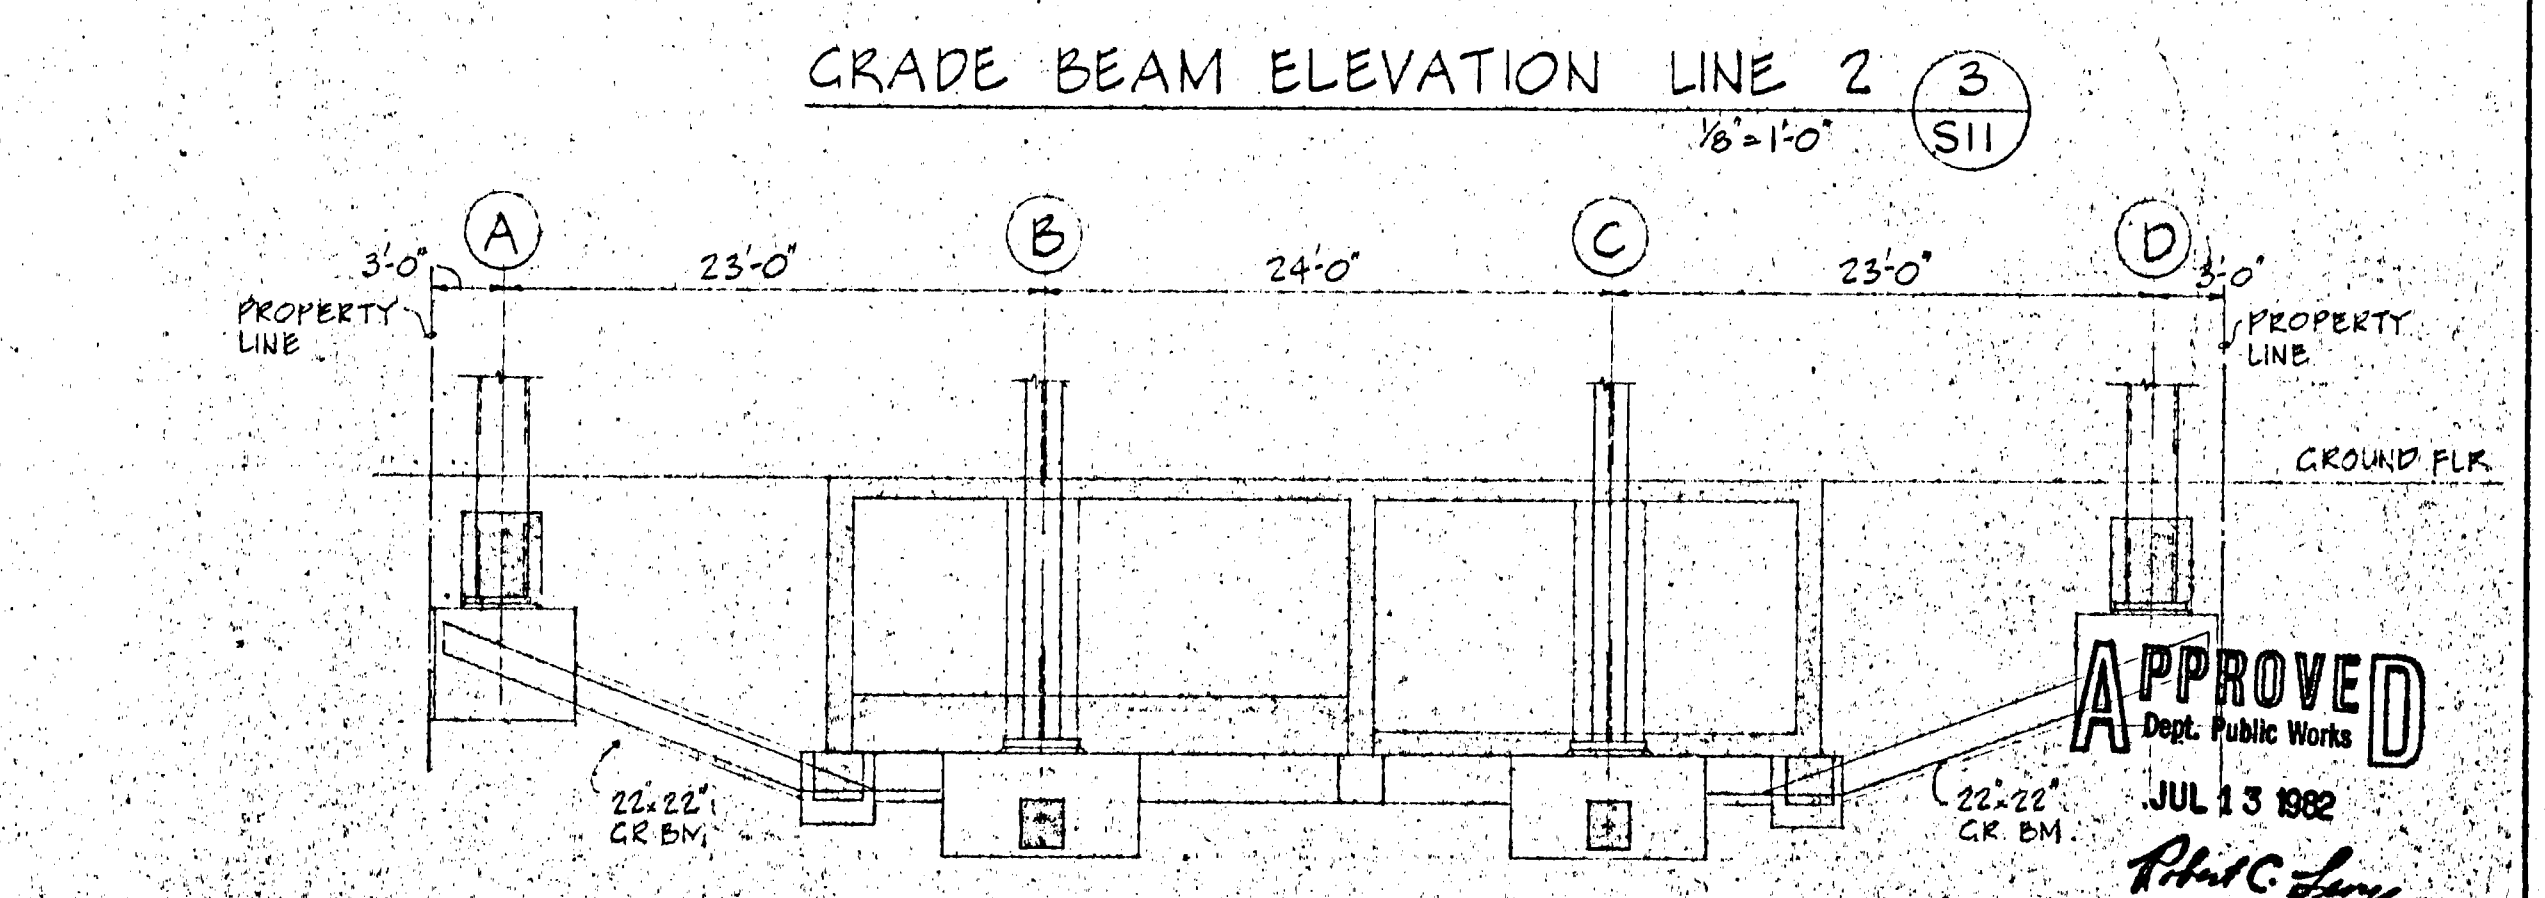 GRADE BEAM ELEVATION LINE 2
3
S11
1/8"=1'-0"
A
B
C
D
3'-0"
23'-0"
24'-0"
23'-0"
3'-0"
PROPERTY
LINE
PROPERTY
LINE
GROUND FLR
22"x22"
GR BM
22"x22"
GR. BM.
APPROVED
Dept. Public Works
JUL 13 1982
Robert C.